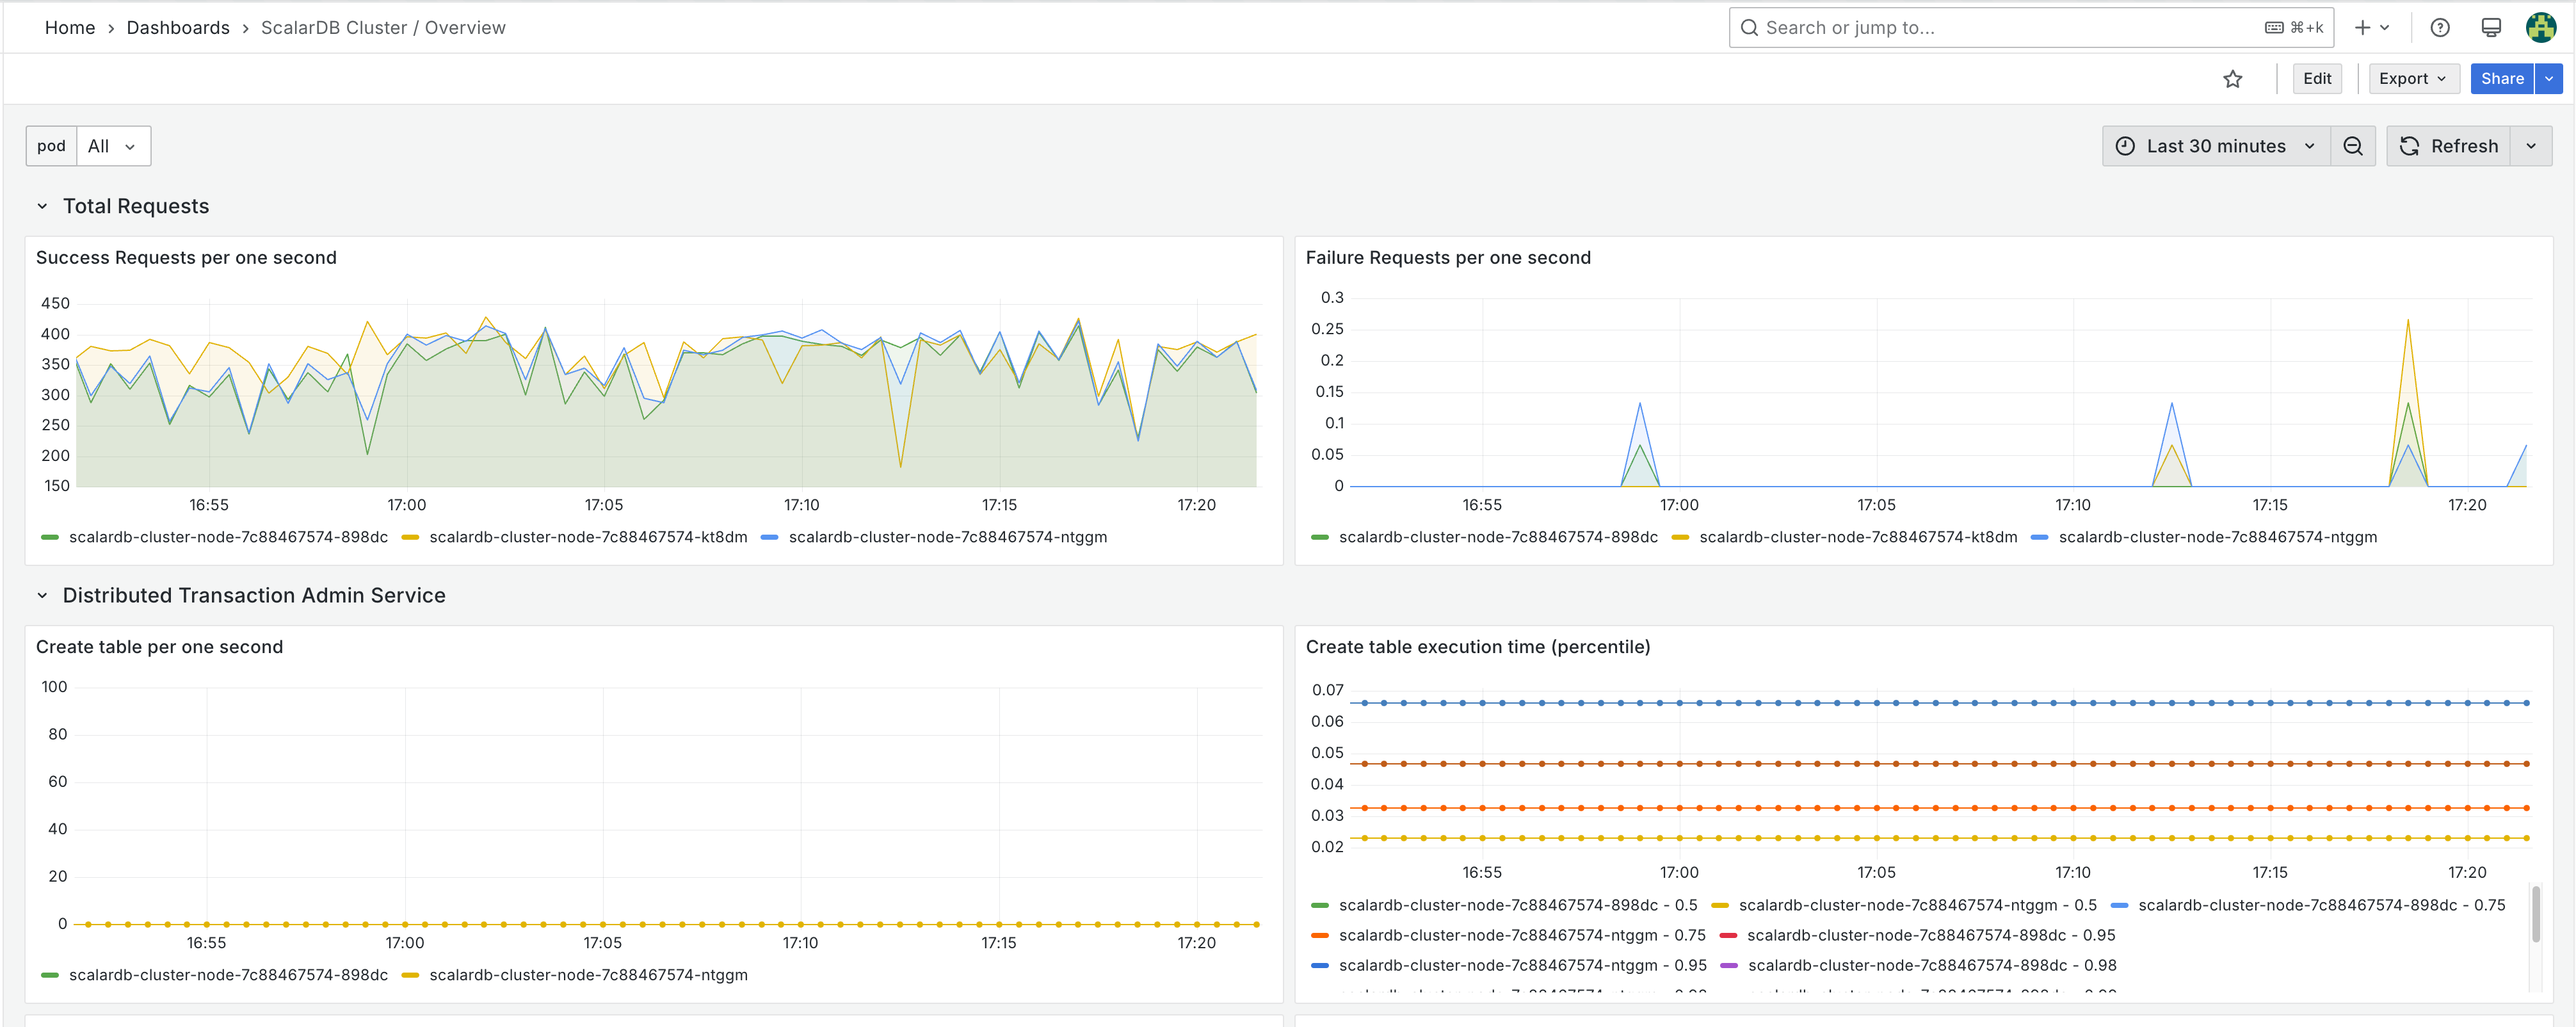 Home › Dashboards › ScalarDB Cluster / Overview
Search or jump to... ⌘+k
Edit Export Share
pod All
Last 30 minutes Refresh
Total Requests
Success Requests per one second
450
400
350
300
250
200
150
16:55 17:00 17:05 17:10 17:15 17:20
scalardb-cluster-node-7c88467574-898dc scalardb-cluster-node-7c88467574-kt8dm scalardb-cluster-node-7c88467574-ntggm
Failure Requests per one second
0.3
0.25
0.2
0.15
0.1
0.05
0
16:55 17:00 17:05 17:10 17:15 17:20
scalardb-cluster-node-7c88467574-898dc scalardb-cluster-node-7c88467574-kt8dm scalardb-cluster-node-7c88467574-ntggm
Distributed Transaction Admin Service
Create table per one second
100
80
60
40
20
0
16:55 17:00 17:05 17:10 17:15 17:20
scalardb-cluster-node-7c88467574-898dc scalardb-cluster-node-7c88467574-ntggm
Create table execution time (percentile)
0.07
0.06
0.05
0.04
0.03
0.02
16:55 17:00 17:05 17:10 17:15 17:20
scalardb-cluster-node-7c88467574-898dc - 0.5 scalardb-cluster-node-7c88467574-ntggm - 0.5 scalardb-cluster-node-7c88467574-898dc - 0.75
scalardb-cluster-node-7c88467574-ntggm - 0.75 scalardb-cluster-node-7c88467574-898dc - 0.95
scalardb-cluster-node-7c88467574-ntggm - 0.95 scalardb-cluster-node-7c88467574-898dc - 0.98